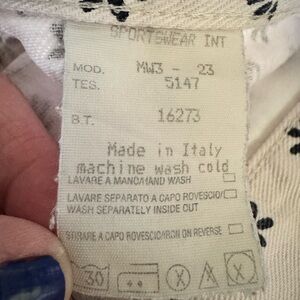 SPORTSWEAR INT
MOD. MW3 - 23
TES. 5147
B.T. 16273
Made in Italy
machine wash cold
LAVARE A MANO/HAND WASH
LAVARE SEPARATO A CAPO ROVESCIO/
WASH SEPARATELY INSIDE OUT
STIRARE A CAPO ROVESCIO/IRON ON REVERSE
30 A